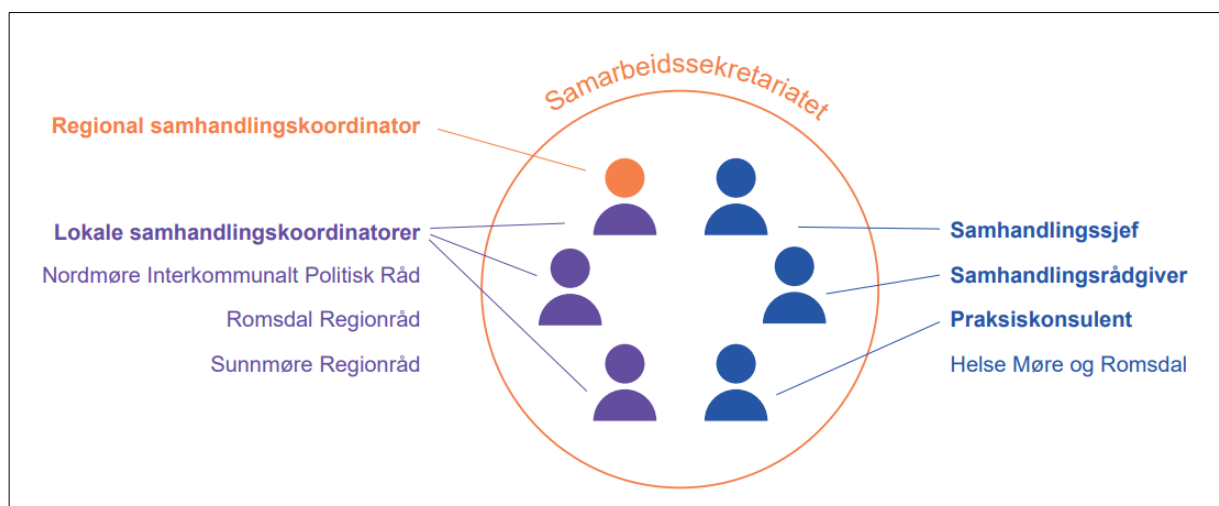 Samarbeidssekretariatet
Regional samhandlingskoordinator
Lokale samhandlingskoordinatorer
Nordmøre Interkommunalt Politisk Råd
Romsdal Regionråd
Sunnmøre Regionråd
Samhandlingssjef
Samhandlingsrådgiver
Praksiskonsulent
Helse Møre og Romsdal